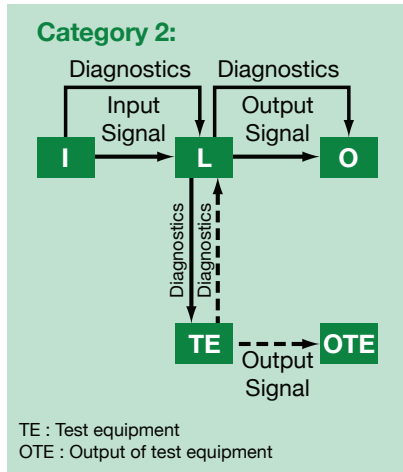 Category 2:
Diagnostics Diagnostics
Input Output
Signal Signal
I L O
Diagnostics
Diagnostics
TE OTE
Output
Signal
TE : Test equipment
OTE : Output of test equipment